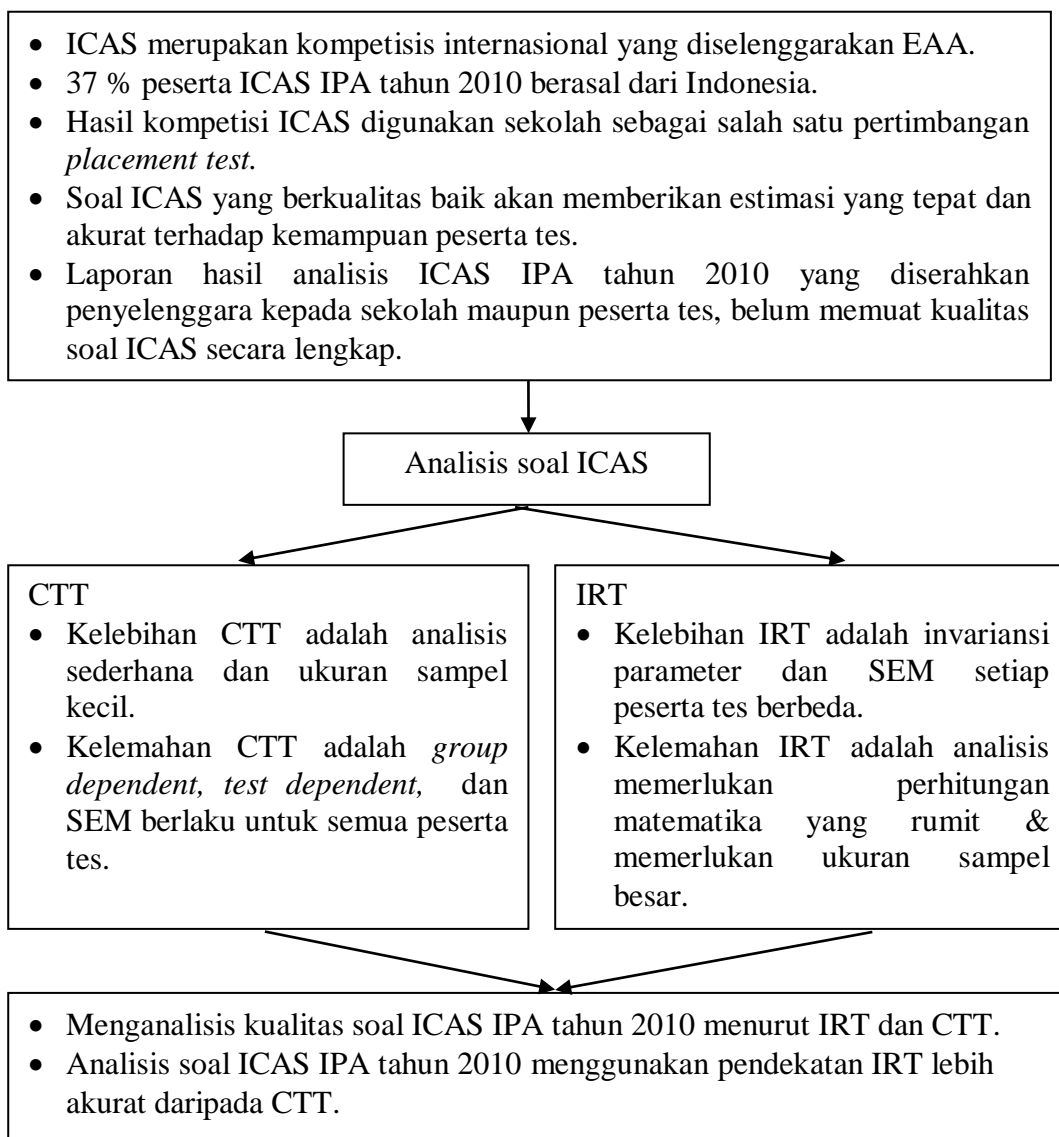 • ICAS merupakan kompetisis internasional yang diselenggarakan EAA.
• 37 % peserta ICAS IPA tahun 2010 berasal dari Indonesia.
• Hasil kompetisi ICAS digunakan sekolah sebagai salah satu pertimbangan
placement test.
• Soal ICAS yang berkualitas baik akan memberikan estimasi yang tepat dan
akurat terhadap kemampuan peserta tes.
• Laporan hasil analisis ICAS IPA tahun 2010 yang diserahkan
penyelenggara kepada sekolah maupun peserta tes, belum memuat kualitas
soal ICAS secara lengkap.
Analisis soal ICAS
CTT
• Kelebihan CTT adalah analisis
sederhana dan ukuran sampel
kecil.
• Kelemahan CTT adalah group
dependent, test dependent, dan
SEM berlaku untuk semua peserta
tes.
IRT
• Kelebihan IRT adalah invariansi
parameter dan SEM setiap
peserta tes berbeda.
• Kelemahan IRT adalah analisis
memerlukan perhitungan
matematika yang rumit &
memerlukan ukuran sampel
besar.
• Menganalisis kualitas soal ICAS IPA tahun 2010 menurut IRT dan CTT.
• Analisis soal ICAS IPA tahun 2010 menggunakan pendekatan IRT lebih
akurat daripada CTT.